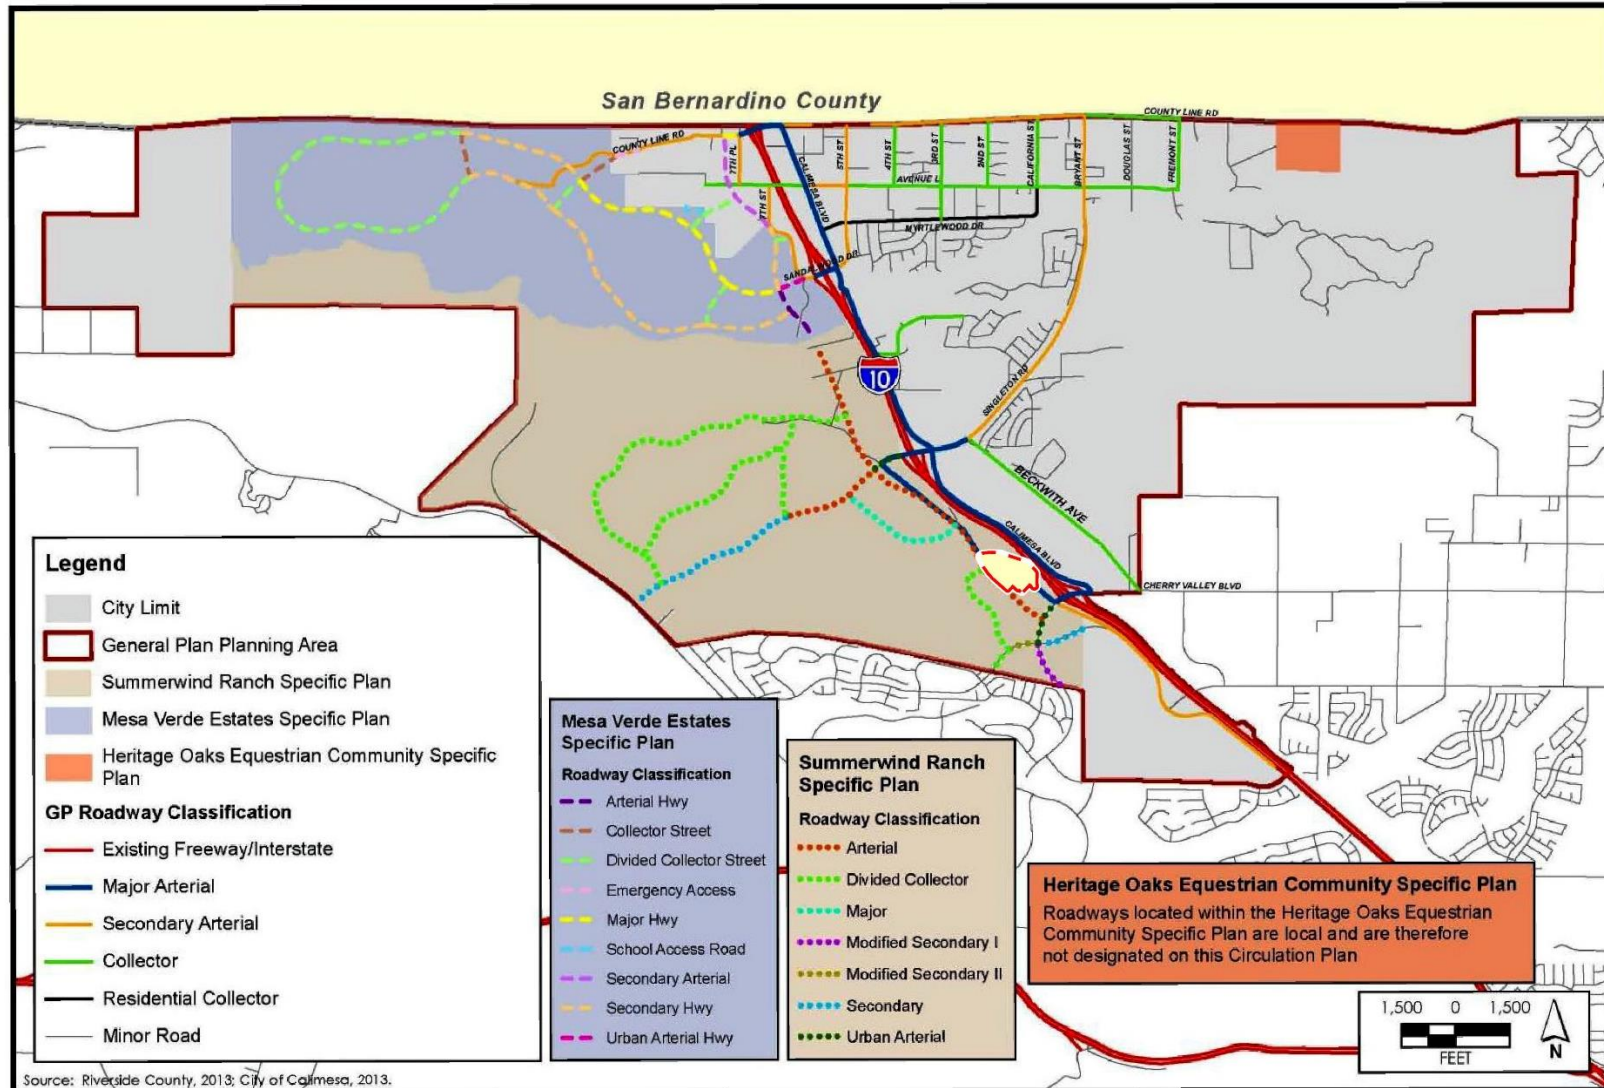 San Bernardino County
COUNTY LINE RD
COUNTY LINE RD
7TH PL
CALIMESA BLVD
5TH ST
4TH ST
3RD ST
2ND ST
CALIFORNIA ST
BRYANT ST
DOUGLAS ST
FREMONT ST
AVENUE L
7TH ST
MYRTLEWOOD DR
SANDALWOOD DR
10
SINGLETON RD
BECKWITH AVE
CALIMESA BLVD
CHERRY VALLEY BLVD
Legend
City Limit
General Plan Planning Area
Summerwind Ranch Specific Plan
Mesa Verde Estates Specific Plan
Heritage Oaks Equestrian Community Specific
Plan
GP Roadway Classification
Existing Freeway/Interstate
Major Arterial
Secondary Arterial
Collector
Residential Collector
Minor Road
Mesa Verde Estates
Specific Plan
Roadway Classification
Arterial Hwy
Collector Street
Divided Collector Street
Emergency Access
Major Hwy
School Access Road
Secondary Arterial
Secondary Hwy
Urban Arterial Hwy
Summerwind Ranch
Specific Plan
Roadway Classification
Arterial
Divided Collector
Major
Modified Secondary I
Modified Secondary II
Secondary
Urban Arterial
Heritage Oaks Equestrian Community Specific Plan
Roadways located within the Heritage Oaks Equestrian
Community Specific Plan are local and are therefore
not designated on this Circulation Plan
1,500 0 1,500
FEET
N
Source: Riverside County, 2013; City of Calimesa, 2013.